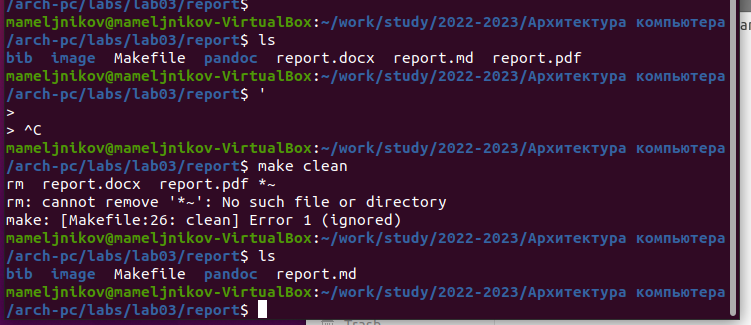 /arch-pc/labs/lab03/report$
mameljnikov@mameljnikov-VirtualBox:~/work/study/2022-2023/Архитектура компьютера
/arch-pc/labs/lab03/report$ ls
bib  image  Makefile  pandoc  report.docx  report.md  report.pdf
mameljnikov@mameljnikov-VirtualBox:~/work/study/2022-2023/Архитектура компьютера
/arch-pc/labs/lab03/report$ '
>
> ^C
mameljnikov@mameljnikov-VirtualBox:~/work/study/2022-2023/Архитектура компьютера
/arch-pc/labs/lab03/report$ make clean
rm  report.docx  report.pdf *~
rm: cannot remove '*~': No such file or directory
make: [Makefile:26: clean] Error 1 (ignored)
mameljnikov@mameljnikov-VirtualBox:~/work/study/2022-2023/Архитектура компьютера
/arch-pc/labs/lab03/report$ ls
bib  image  Makefile  pandoc  report.md
mameljnikov@mameljnikov-VirtualBox:~/work/study/2022-2023/Архитектура компьютера
/arch-pc/labs/lab03/report$